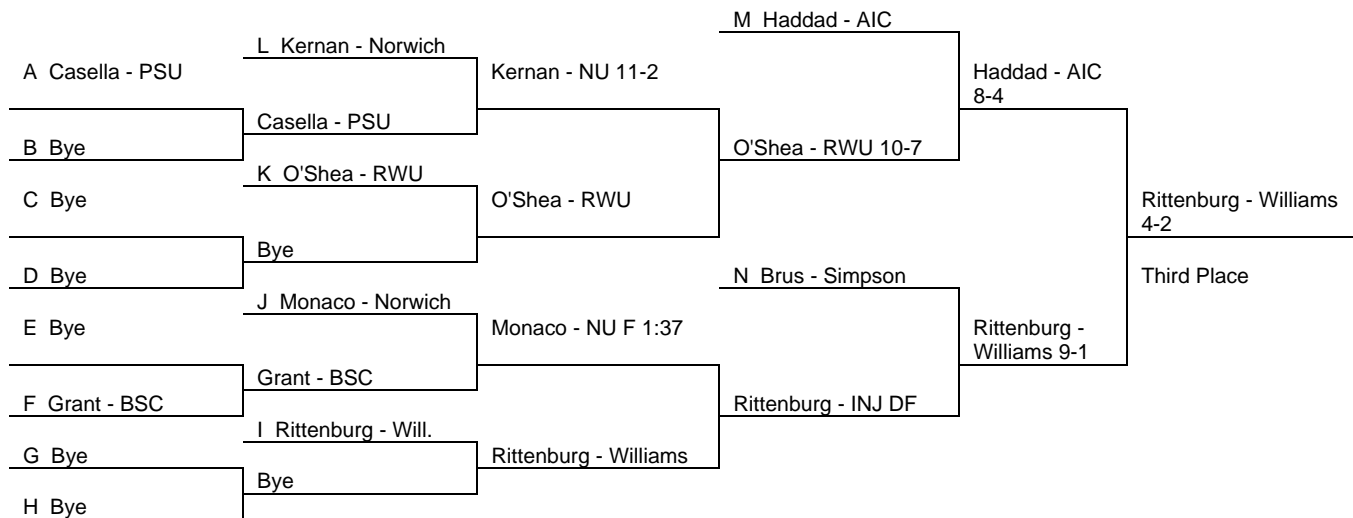 M Haddad - AIC
L Kernan - Norwich
A Casella - PSU
Kernan - NU 11-2
Haddad - AIC
8-4
Casella - PSU
B Bye
O'Shea - RWU 10-7
K O'Shea - RWU
C Bye
O'Shea - RWU
Rittenburg - Williams
4-2
Bye
D Bye
N Brus - Simpson
Third Place
J Monaco - Norwich
E Bye
Monaco - NU F 1:37
Rittenburg -
Williams 9-1
Grant - BSC
F Grant - BSC
Rittenburg - INJ DF
I Rittenburg - Will.
G Bye
Rittenburg - Williams
Bye
H Bye